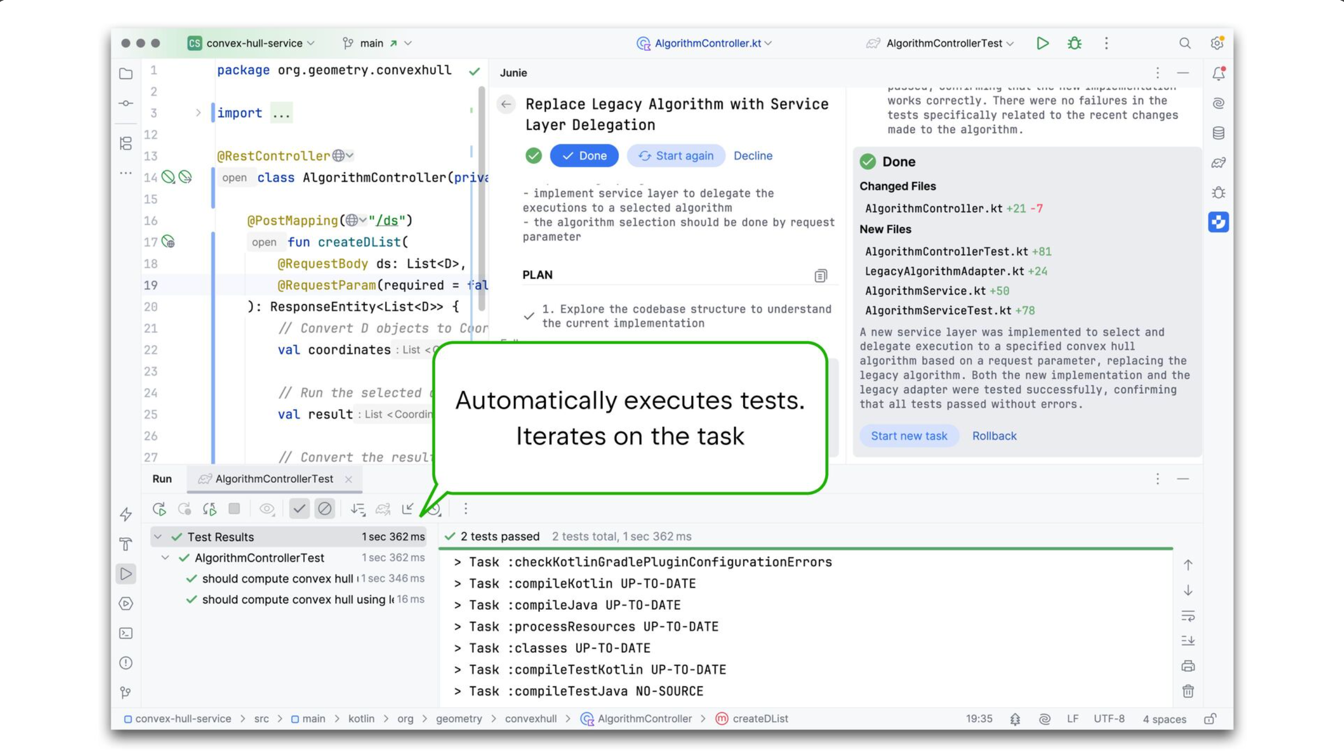 CS convex-hull-service
main
AlgorithmController.kt
AlgorithmControllerTest
1 package org.geometry.convexhull
2
3 import ...
12
13 @RestController
14 open class AlgorithmController(priva
15
16 @PostMapping("/ds")
17 open fun createDList(
18 @RequestBody ds: List<D>,
19 @RequestParam(required = fal
20 ): ResponseEntity<List<D>> {
21 // Convert D objects to Coor
22 val coordinates : List <C
23
24 // Run the selected
25 val result : List <Coordin
26
27 // Convert the resul
Junie
Replace Legacy Algorithm with Service
Layer Delegation
Done
Start again
Decline
- implement service layer to delegate the
executions to a selected algorithm
- the algorithm selection should be done by request
parameter
PLAN
1. Explore the codebase structure to understand
the current implementation
passed, confirming that the new implementation
works correctly. There were no failures in the
tests specifically related to the recent changes
made to the algorithm.
Done
Changed Files
AlgorithmController.kt +21 -7
New Files
AlgorithmControllerTest.kt +81
LegacyAlgorithmAdapter.kt +24
AlgorithmService.kt +50
AlgorithmServiceTest.kt +78
A new service layer was implemented to select and
delegate execution to a specified convex hull
algorithm based on a request parameter, replacing the
legacy algorithm. Both the new implementation and the
legacy adapter were tested successfully, confirming
that all tests passed without errors.
Start new task
Rollback
Automatically executes tests.
Iterates on the task
Run
AlgorithmControllerTest
Test Results 1 sec 362 ms
AlgorithmControllerTest 1 sec 362 ms
should compute convex hull 1 sec 346 ms
should compute convex hull using 16 ms
2 tests passed 2 tests total, 1 sec 362 ms
> Task :checkKotlinGradlePluginConfigurationErrors
> Task :compileKotlin UP-TO-DATE
> Task :compileJava UP-TO-DATE
> Task :processResources UP-TO-DATE
> Task :classes UP-TO-DATE
> Task :compileTestKotlin UP-TO-DATE
> Task :compileTestJava NO-SOURCE
convex-hull-service > src > main > kotlin > org > geometry > convexhull > AlgorithmController > createDList
19:35
LF
UTF-8
4 spaces